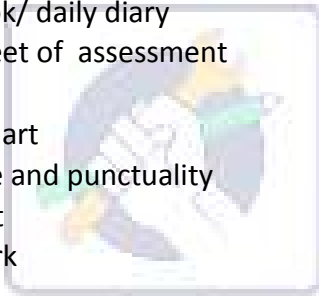 k/ daily diary
eet of assessment
art
e and punctuality
t
rk